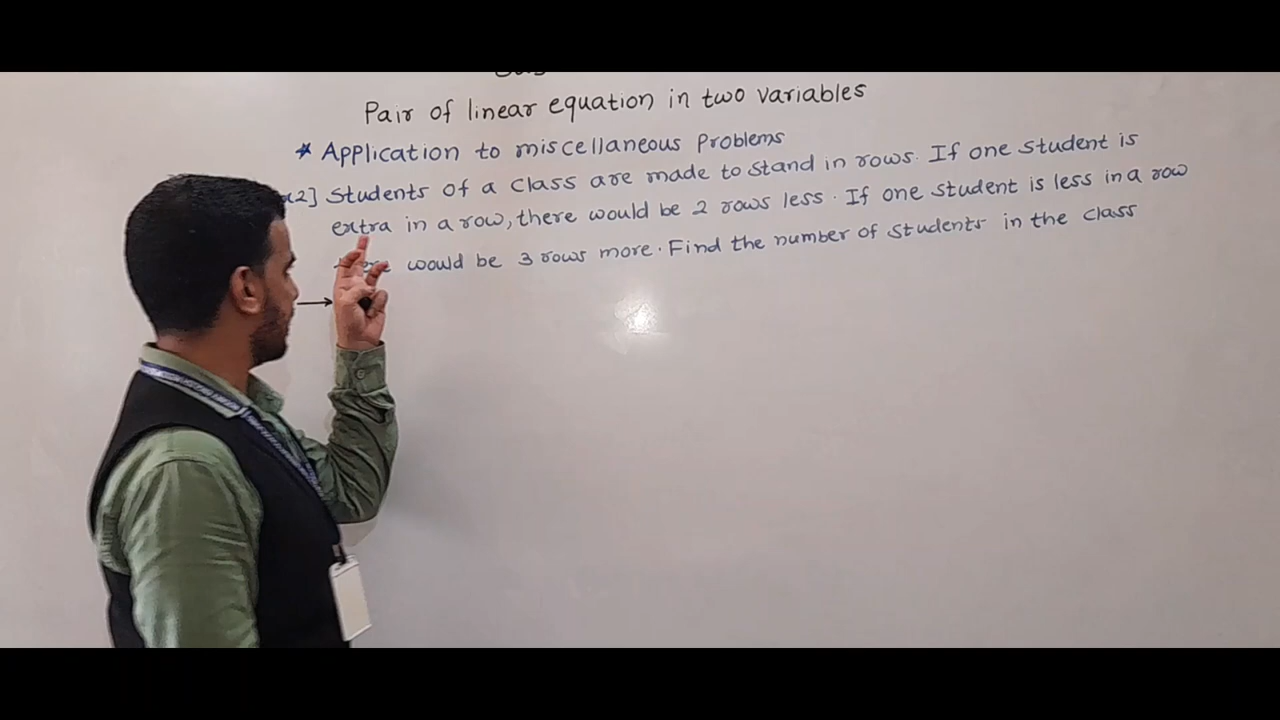 Pair of linear equation in two variables
* Application to miscellaneous Problems
2] Students of a class are made to stand in rows. If one student is
extra in a row, there would be 2 rows less. If one student is less in a row
would be 3 rows more. Find the number of students in the class